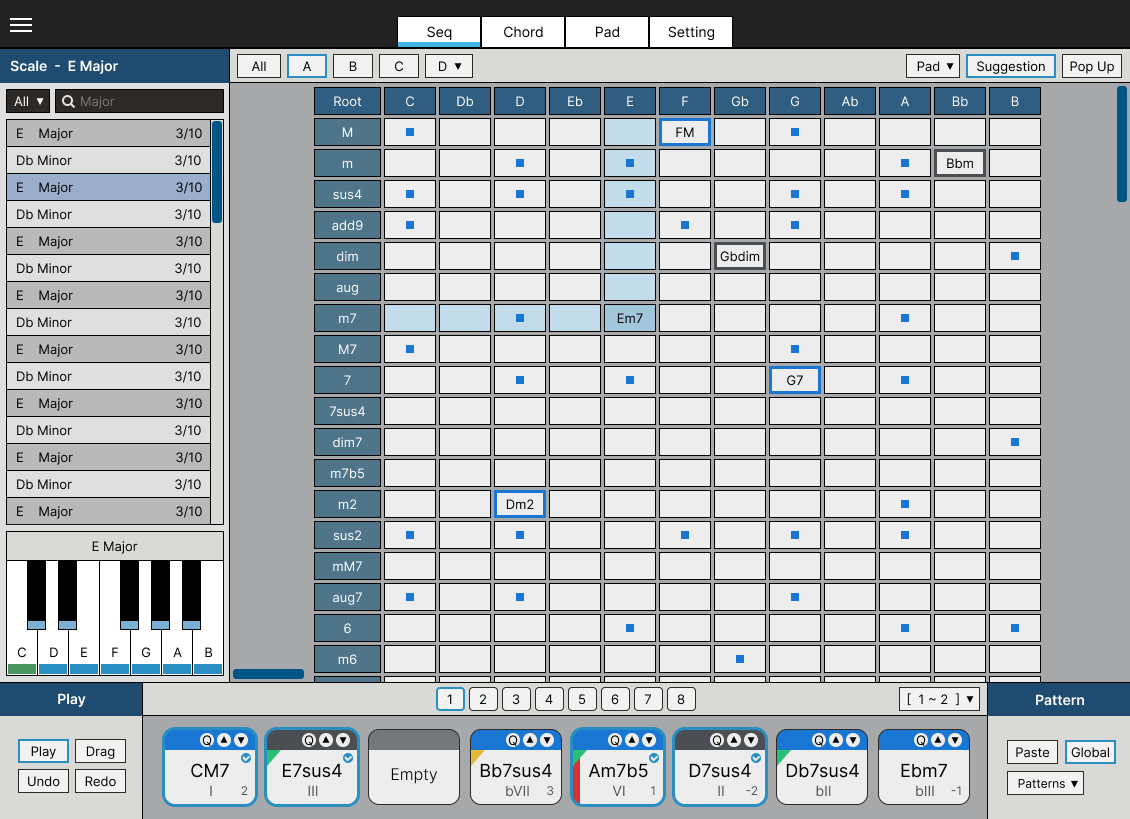 Seq Chord Pad Setting
Scale - E Major
All A B C D ▼ Pad ▼ Suggestion Pop Up
All ▼ Major
E Major 3/10
Db Minor 3/10
E Major 3/10
Db Minor 3/10
E Major 3/10
Db Minor 3/10
E Major 3/10
Db Minor 3/10
E Major 3/10
Db Minor 3/10
E Major 3/10
Db Minor 3/10
E Major 3/10
Db Minor 3/10
E Major 3/10
E Major
C D E F G A B
Root C Db D Eb E F Gb G Ab A Bb B
M FM
m Bbm
sus4
add9
dim Gbdim
aug
m7 Em7
M7
7 G7
7sus4
dim7
m7b5
m2 Dm2
sus2
mM7
aug7
6
m6
Play
Play Drag
Undo Redo
1 2 3 4 5 6 7 8 [ 1 ~ 2 ] ▼
Q ▲ ▼ Q ▲ ▼ Q ▲ ▼ Q ▲ ▼ Q ▲ ▼ Q ▲ ▼ Q ▲ ▼
CM7 E7sus4 Empty Bb7sus4 Am7b5 D7sus4 Db7sus4 Ebm7
I 2 III bVII 3 VI 1 II -2 bII bIII -1
Pattern
Paste Global
Patterns ▼